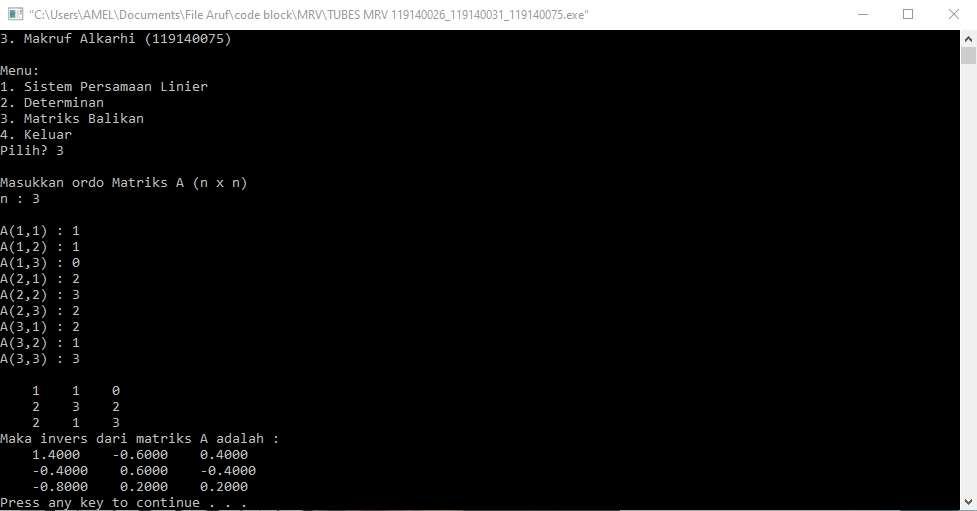 "C:\Users\AMEL\Documents\File Aruf\code block\MRV\TUBES MRV 119140026_119140031_119140075.exe"
3. Makruf Alkarhi (119140075)
Menu:
1. Sistem Persamaan Linier
2. Determinan
3. Matriks Balikan
4. Keluar
Pilih? 3
Masukkan ordo Matriks A (n x n)
n : 3
A(1,1) : 1
A(1,2) : 1
A(1,3) : 0
A(2,1) : 2
A(2,2) : 3
A(2,3) : 2
A(3,1) : 2
A(3,2) : 1
A(3,3) : 3
1 1 0
2 3 2
2 1 3
Maka invers dari matriks A adalah :
1.4000 -0.6000 0.4000
-0.4000 0.6000 -0.4000
-0.8000 0.2000 0.2000
Press any key to continue . . .